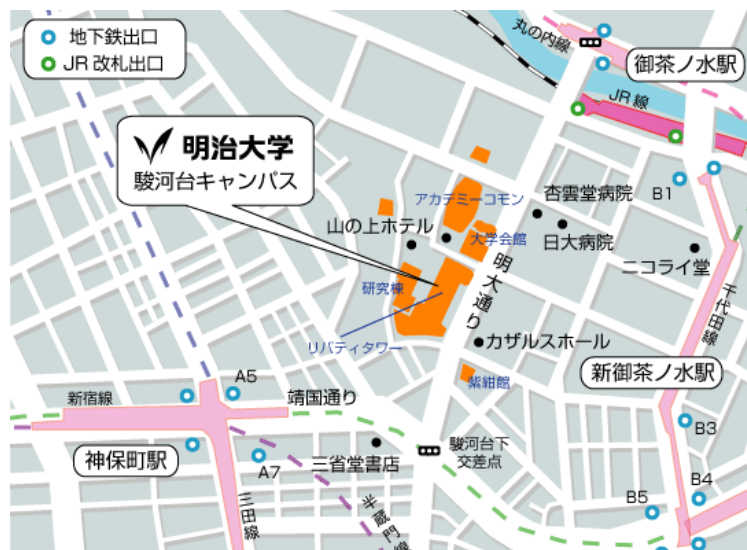 地下鉄出口
JR改札出口
丸の内線
御茶ノ水駅
JR線
明治大学
駿河台キャンパス
アカデミーコモン
杏雲堂病院
B1
山の上ホテル
大学会館
日大病院
ニコライ堂
研究棟
明大通り
千代田線
リバティタワー
カザルスホール
新御茶ノ水駅
紫紺館
A5
新宿線
靖国通り
B3
神保町駅
A7
三省堂書店
駿河台下
交差点
B4
B5
三田線
半蔵門線